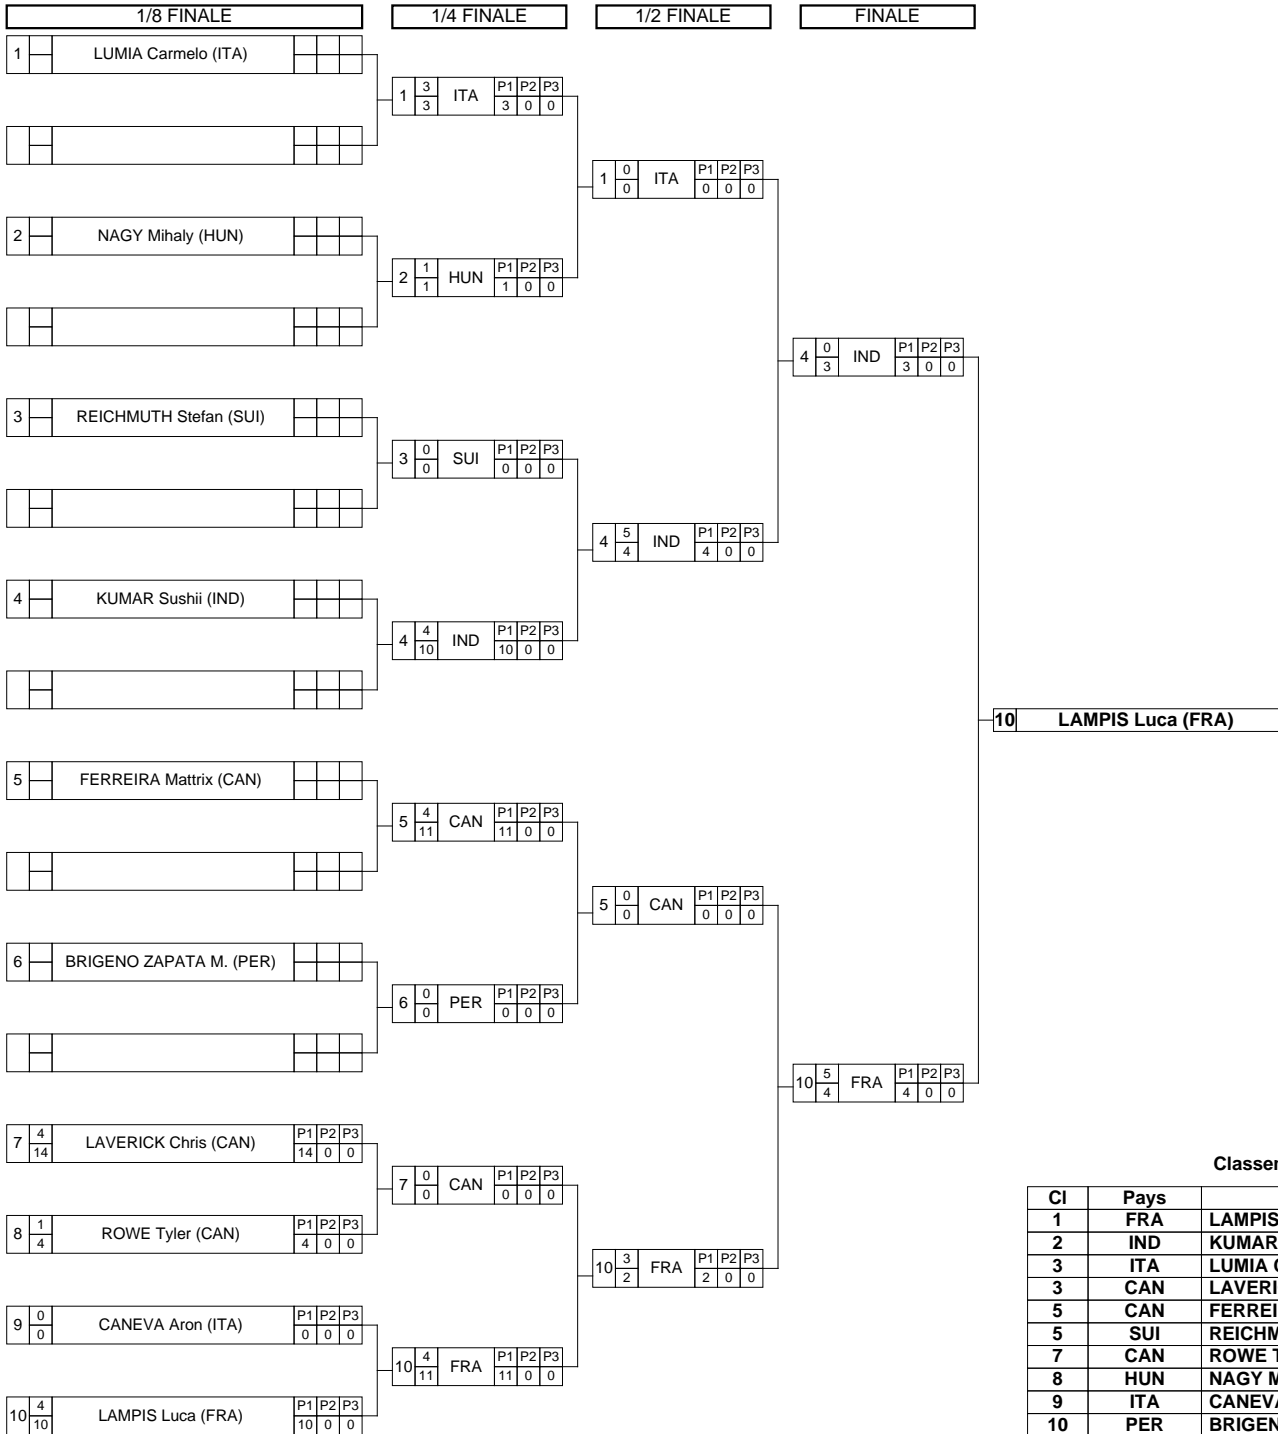 1/8 FINALE 1/4 FINALE 1/2 FINALE FINALE
1 LUMIA Carmelo (ITA)
1 3 3 ITA P1 P2 P3 3 0 0
1 0 0 ITA P1 P2 P3 0 0 0
2 NAGY Mihaly (HUN)
2 1 1 HUN P1 P2 P3 1 0 0
4 0 3 IND P1 P2 P3 3 0 0
3 REICHMUTH Stefan (SUI)
3 0 0 SUI P1 P2 P3 0 0 0
4 5 4 IND P1 P2 P3 4 0 0
4 KUMAR Sushii (IND)
4 4 10 IND P1 P2 P3 10 0 0
10 LAMPIS Luca (FRA)
5 FERREIRA Mattrix (CAN)
5 4 11 CAN P1 P2 P3 11 0 0
5 0 0 CAN P1 P2 P3 0 0 0
6 BRIGENO ZAPATA M. (PER)
6 0 0 PER P1 P2 P3 0 0 0
10 5 4 FRA P1 P2 P3 4 0 0
7 4 14 LAVERICK Chris (CAN) P1 P2 P3 14 0 0
7 0 0 CAN P1 P2 P3 0 0 0
8 1 4 ROWE Tyler (CAN) P1 P2 P3 4 0 0
10 3 2 FRA P1 P2 P3 2 0 0
9 0 0 CANEVA Aron (ITA) P1 P2 P3 0 0 0
10 4 11 FRA P1 P2 P3 11 0 0
10 4 10 LAMPIS Luca (FRA) P1 P2 P3 10 0 0
Classer
Cl Pays
1 FRA LAMPIS
2 IND KUMAR
3 ITA LUMIA
3 CAN LAVERI
5 CAN FERREI
5 SUI REICHM
7 CAN ROWE
8 HUN NAGY
9 ITA CANEV
10 PER BRIGEN